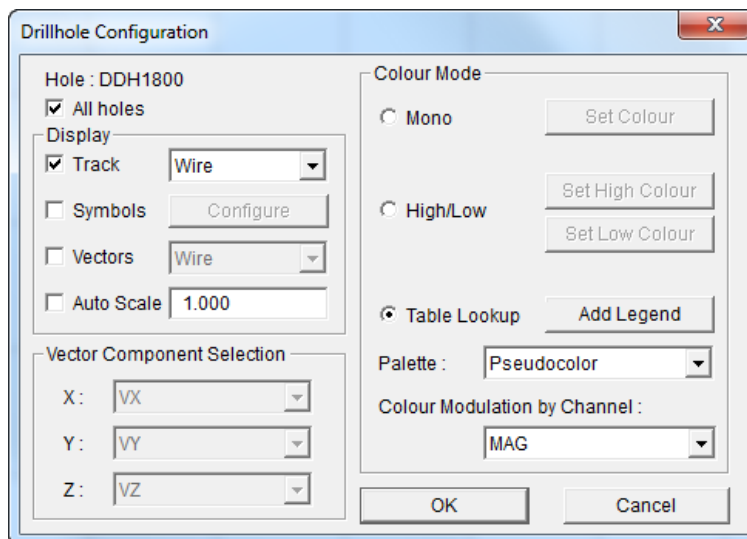 Drillhole Configuration
Hole : DDH1800
All holes
Display
Track
Wire
Symbols
Configure
Vectors
Wire
Auto Scale
1.000
Vector Component Selection
X :
VX
Y :
VY
Z :
VZ
Colour Mode
Mono
Set Colour
High/Low
Set High Colour
Set Low Colour
Table Lookup
Add Legend
Palette :
Pseudocolor
Colour Modulation by Channel :
MAG
OK
Cancel